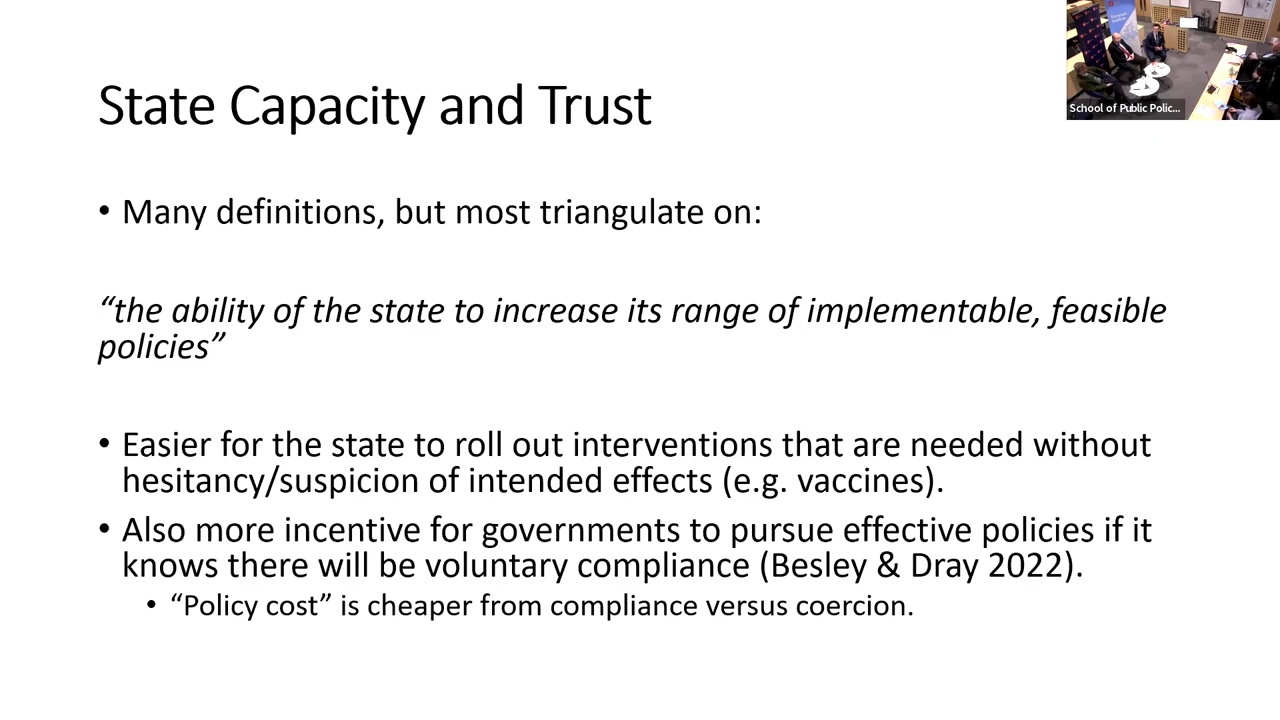 School of Public Polic...
State Capacity and Trust
• Many definitions, but most triangulate on:
“the ability of the state to increase its range of implementable, feasible
policies”
• Easier for the state to roll out interventions that are needed without
hesitancy/suspicion of intended effects (e.g. vaccines).
• Also more incentive for governments to pursue effective policies if it
knows there will be voluntary compliance (Besley & Dray 2022).
• “Policy cost” is cheaper from compliance versus coercion.